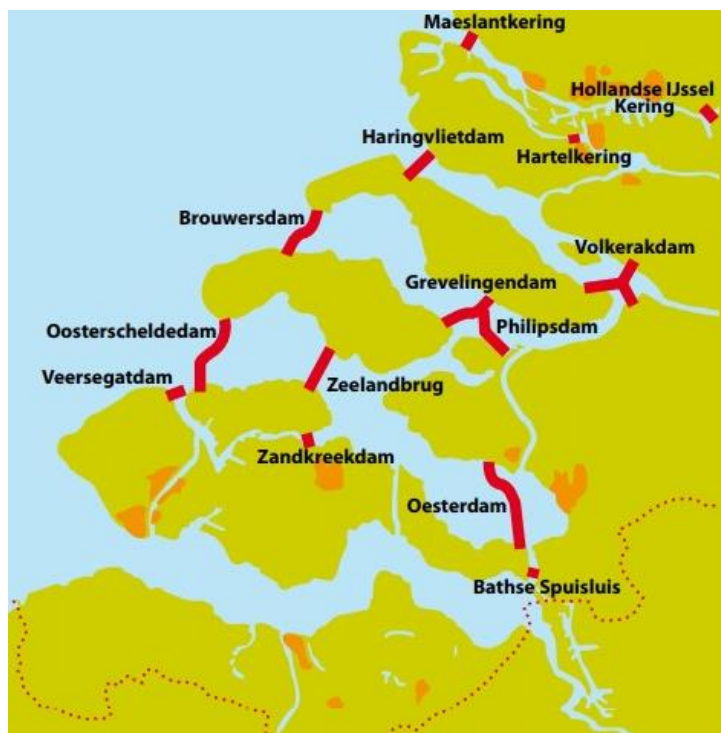 Maeslantkering
Hollandse IJssel
Kering
Haringvlietdam
Hartelkering
Brouwersdam
Volkerakdam
Grevelingendam
Oosterscheldedam
Philipsdam
Veersegatdam
Zeelandbrug
Zandkreekdam
Oesterdam
Bathse Spuisluis